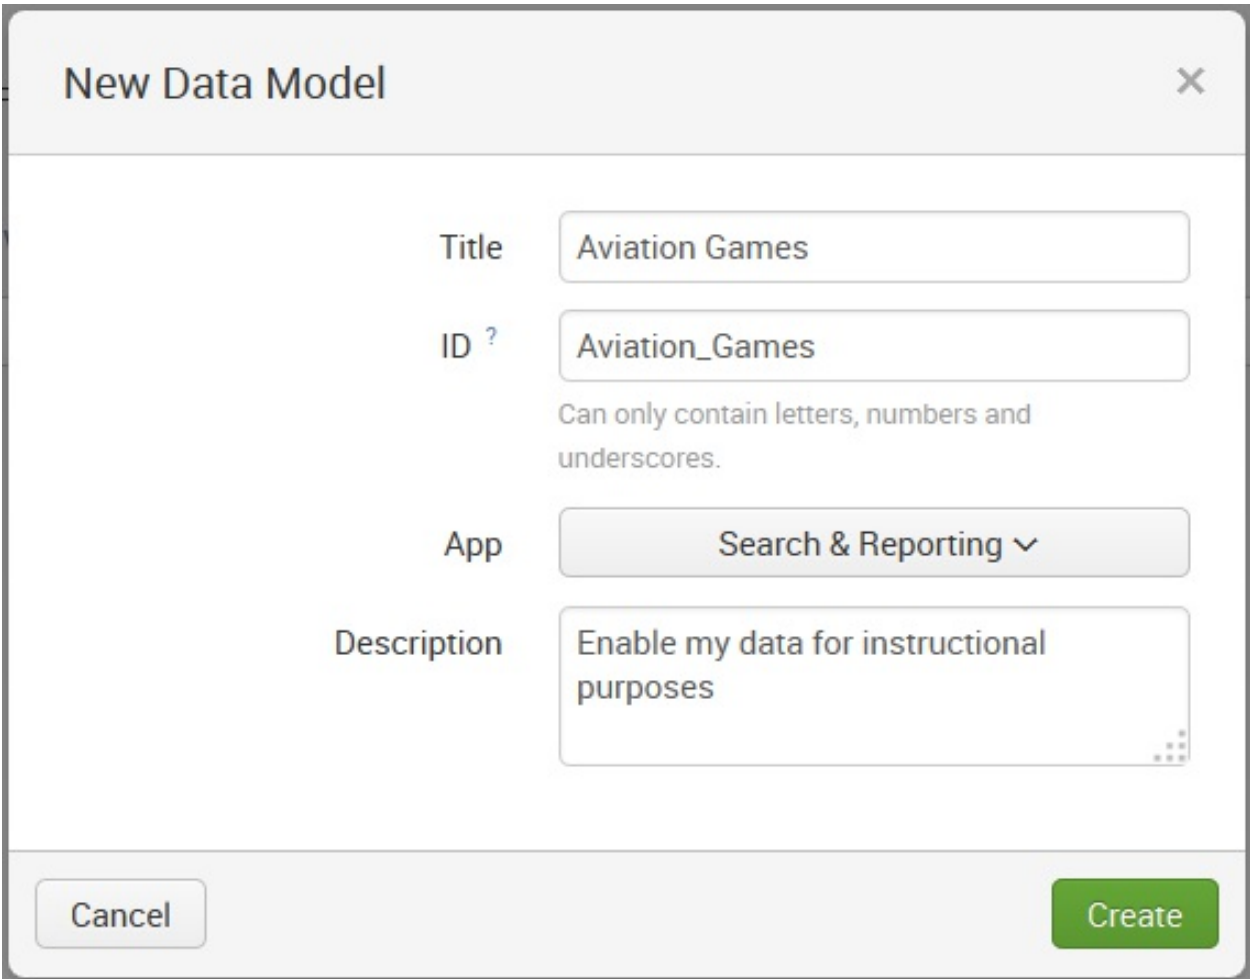 New Data Model
×
Title
Aviation Games
ID ?
Aviation_Games
Can only contain letters, numbers and
underscores.
App
Search & Reporting
Description
Enable my data for instructional
purposes
Cancel
Create